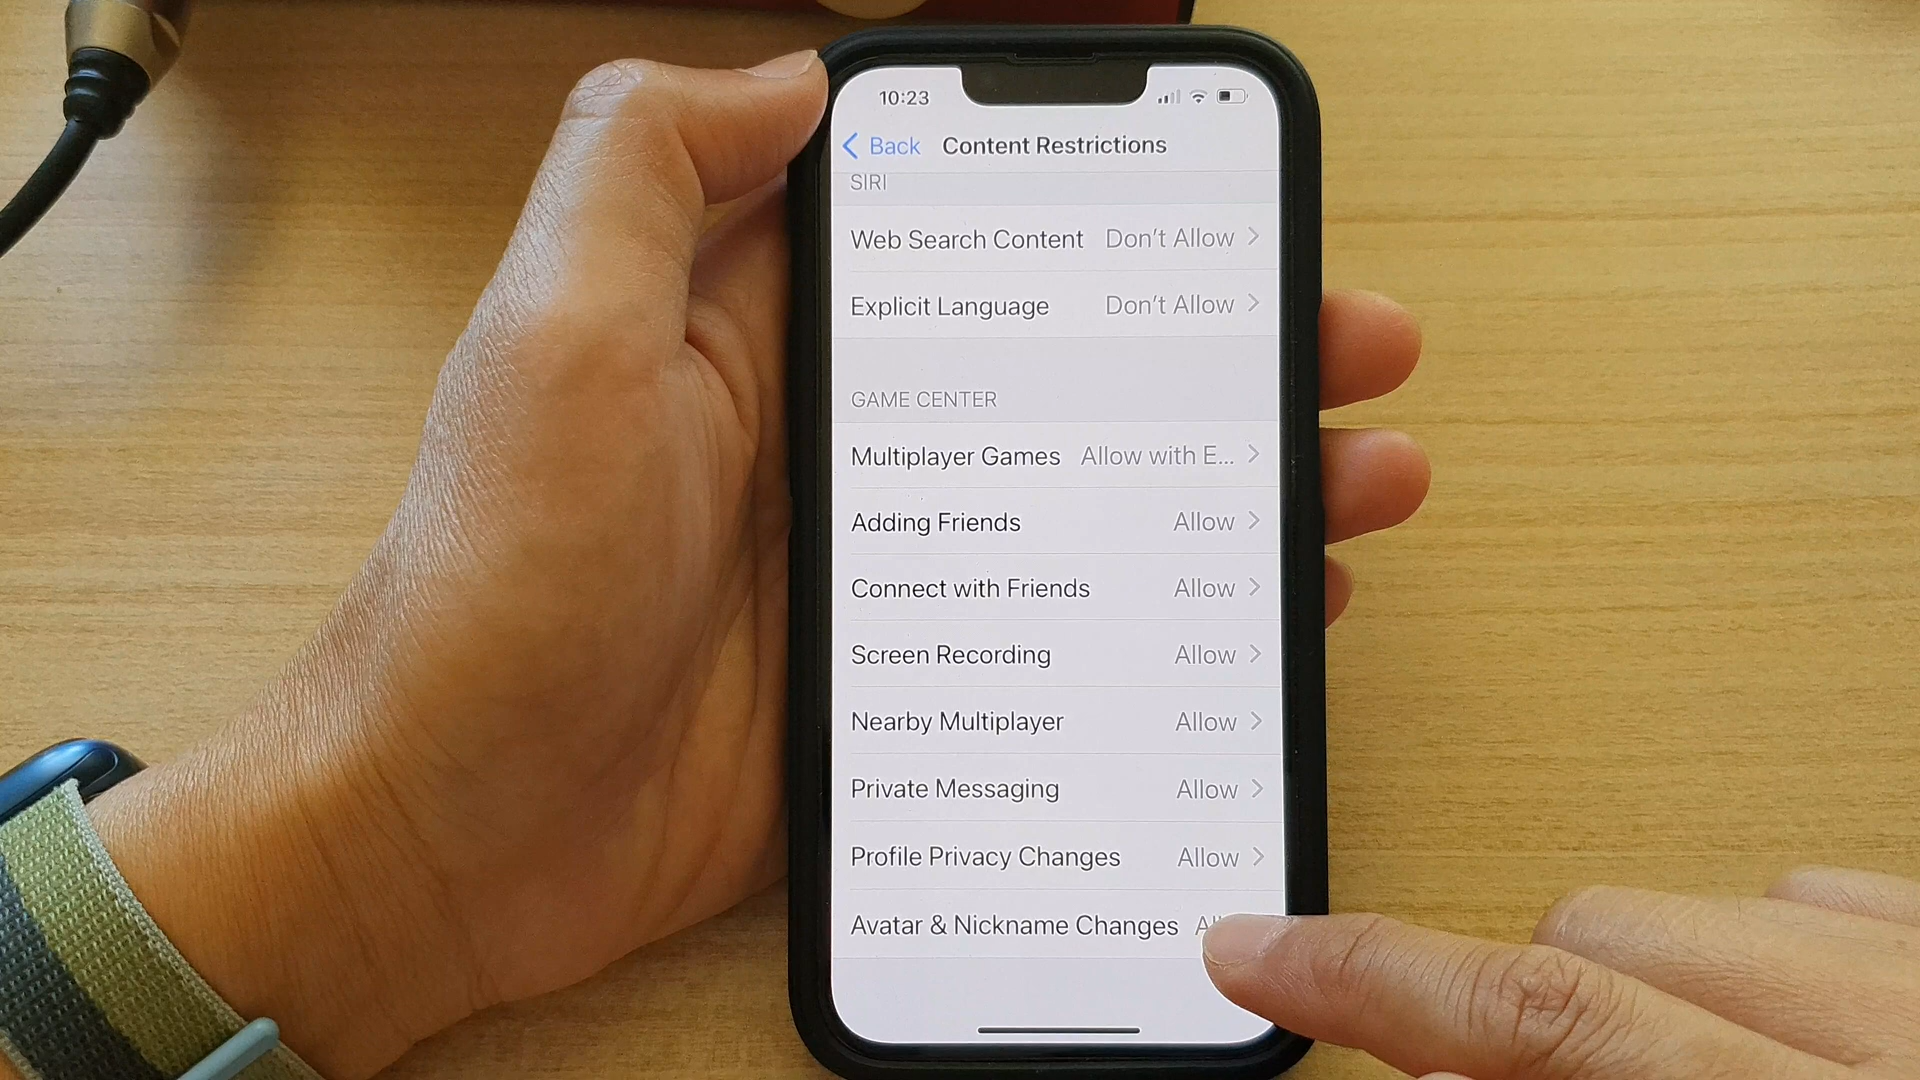 10:23
Back Content Restrictions
SIRI
Web Search Content Don't Allow
Explicit Language Don't Allow
GAME CENTER
Multiplayer Games Allow with E...
Adding Friends Allow
Connect with Friends Allow
Screen Recording Allow
Nearby Multiplayer Allow
Private Messaging Allow
Profile Privacy Changes Allow
Avatar & Nickname Changes